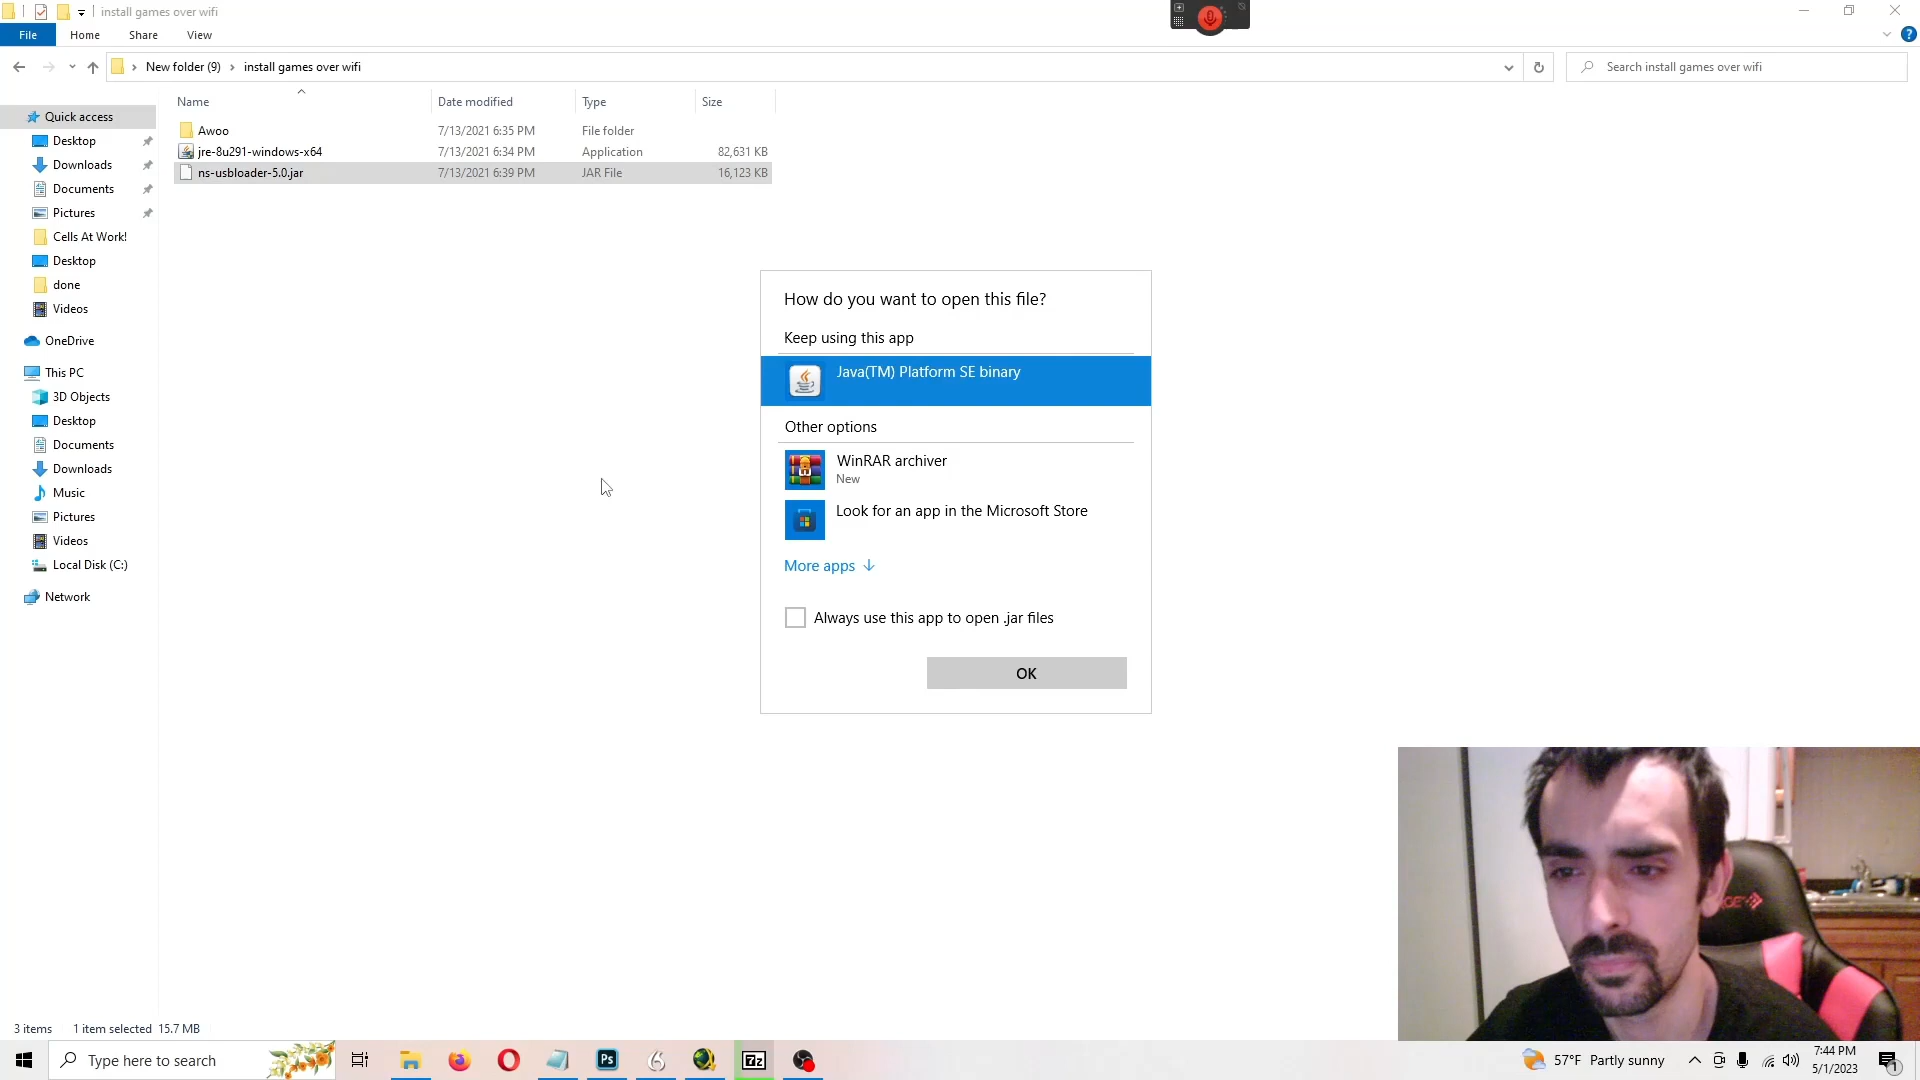 install games over wifi
File Home Share View
New folder (9) install games over wifi
Search install games over wifi
Name Date modified Type Size
Awoo 7/13/2021 6:35 PM File folder
jre-8u291-windows-x64 7/13/2021 6:34 PM Application 82,631 KB
ns-usbloader-5.0.jar 7/13/2021 6:39 PM JAR File 16,123 KB
Quick access
Desktop
Downloads
Documents
Pictures
Cells At Work!
Desktop
done
Videos
OneDrive
This PC
3D Objects
Desktop
Documents
Downloads
Music
Pictures
Videos
Local Disk (C:)
Network
How do you want to open this file?
Keep using this app
Java(TM) Platform SE binary
Other options
WinRAR archiver
New
Look for an app in the Microsoft Store
More apps
Always use this app to open .jar files
OK
3 items 1 item selected 15.7 MB
Type here to search
Ps
7z
57°F Partly sunny
7:44 PM
5/1/2023
1